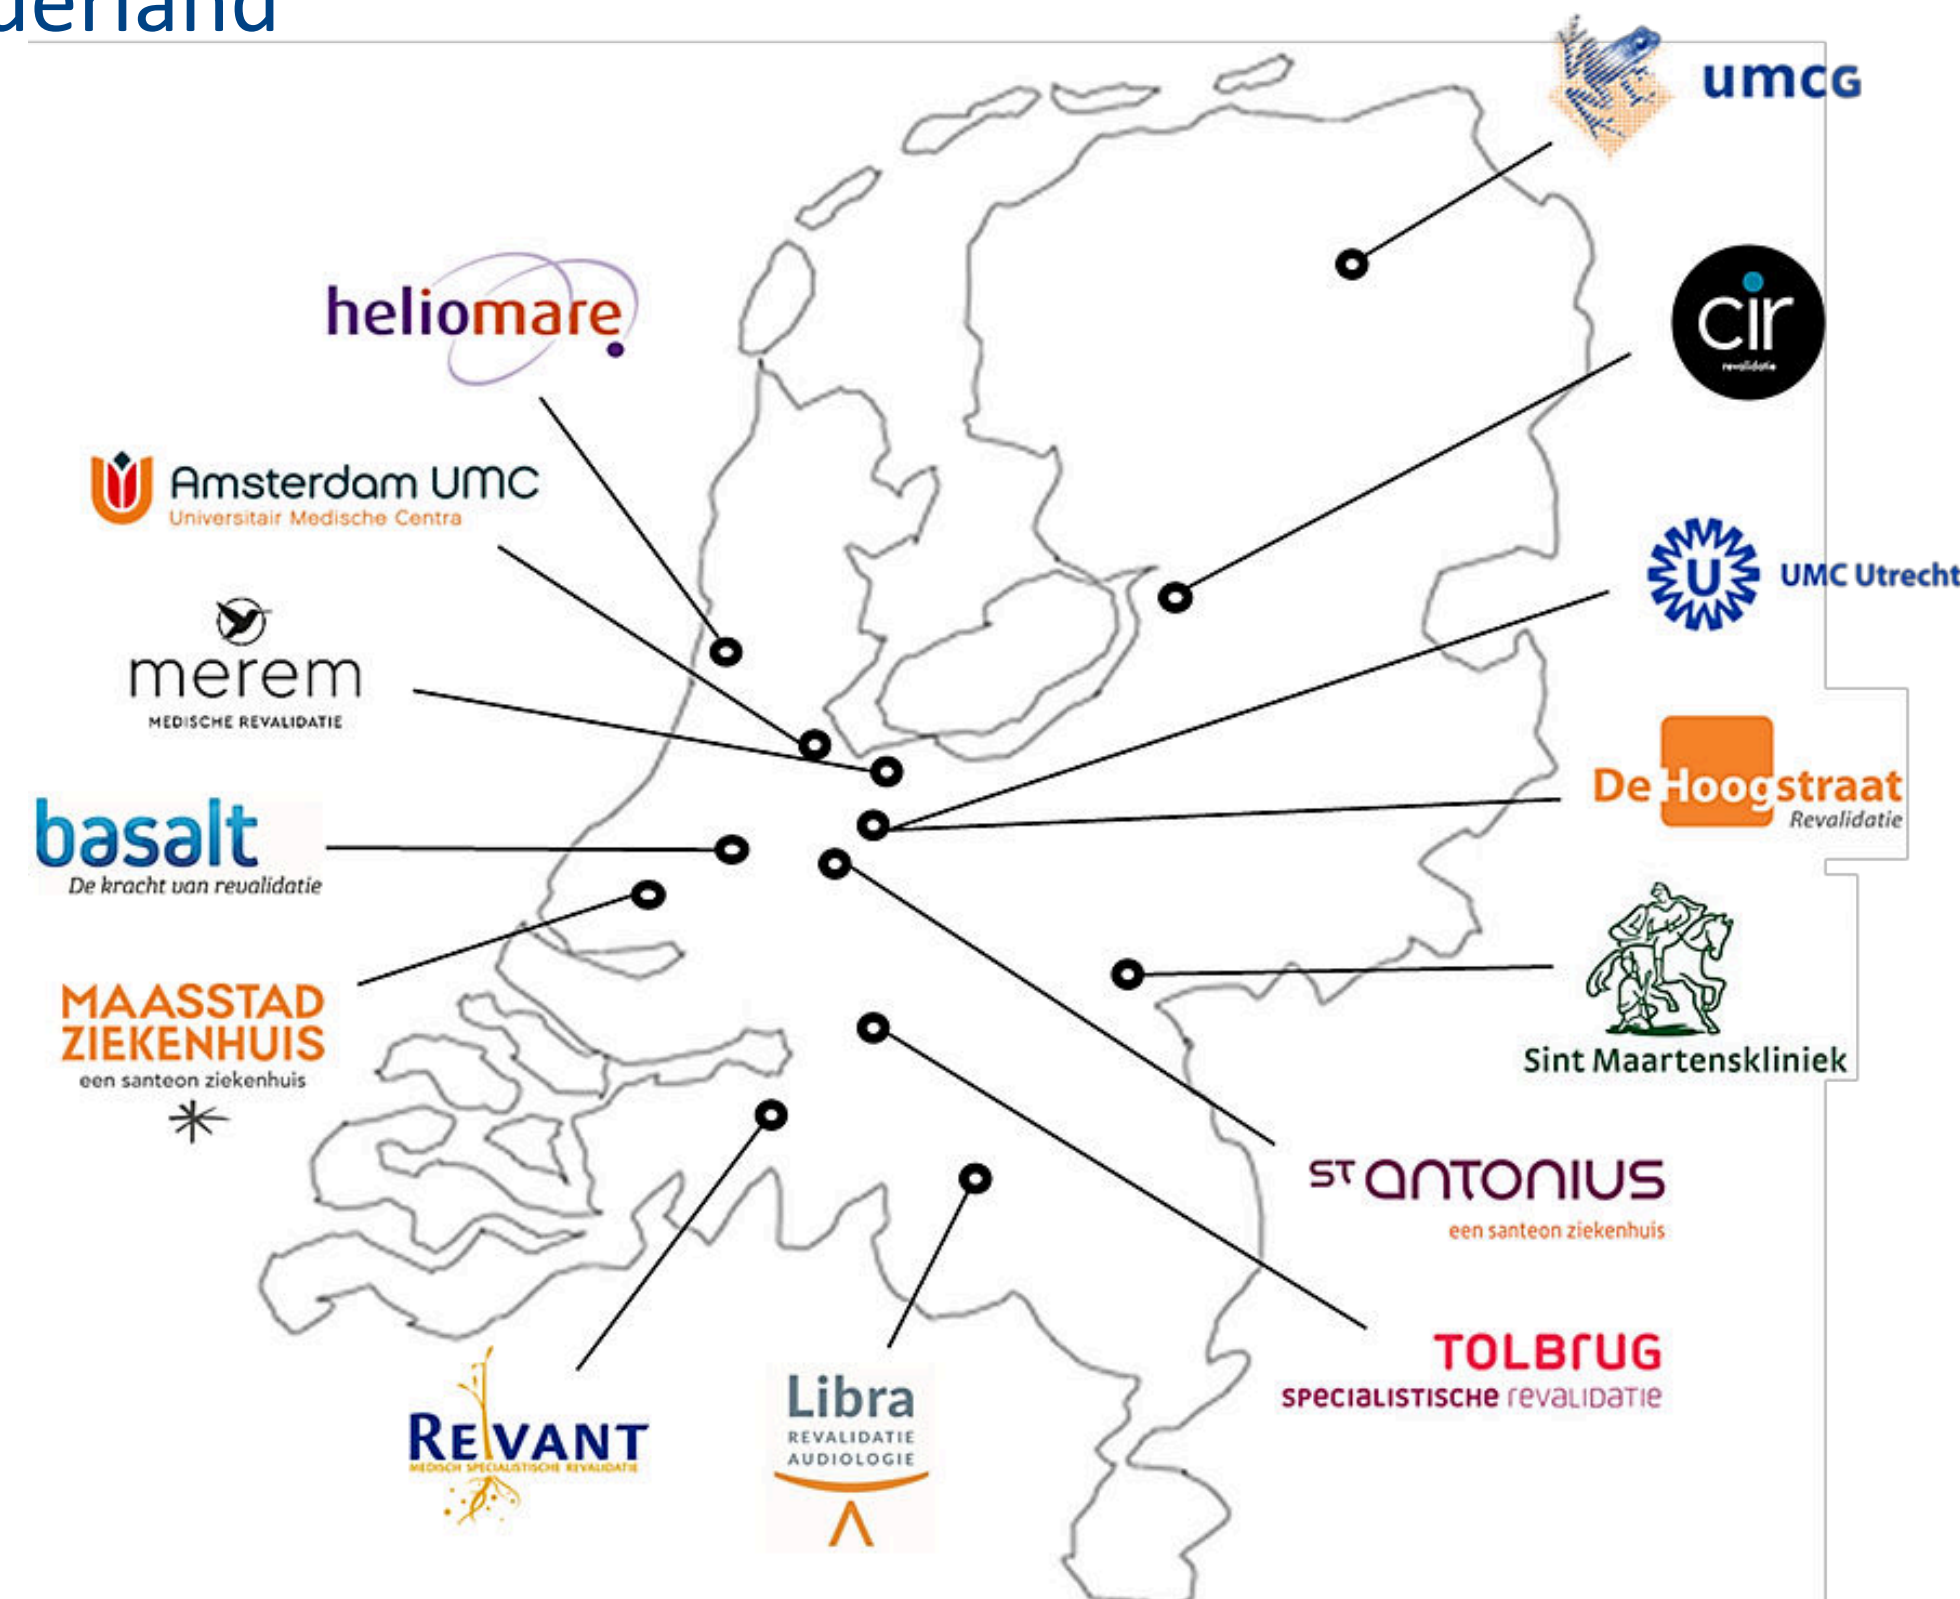 derland
umcg
cir
revalidatie
heliomare
Amsterdam UMC
Universitair Medische Centra
U
UMC Utrecht
merem
MEDISCHE REVALIDATIE
De Hoogstraat
Revalidatie
basalt
De kracht van revalidatie
MAASSTAD
ZIEKENHUIS
een santeon ziekenhuis
Sint Maartenskliniek
ST ANTONIUS
een santeon ziekenhuis
TOLBRUG
SPECIALISTISCHE REVALIDATIE
REVANT
MEDISCH SPECIALISTISCHE REVALIDATIE
Libra
REVALIDATIE
AUDIOLOGIE